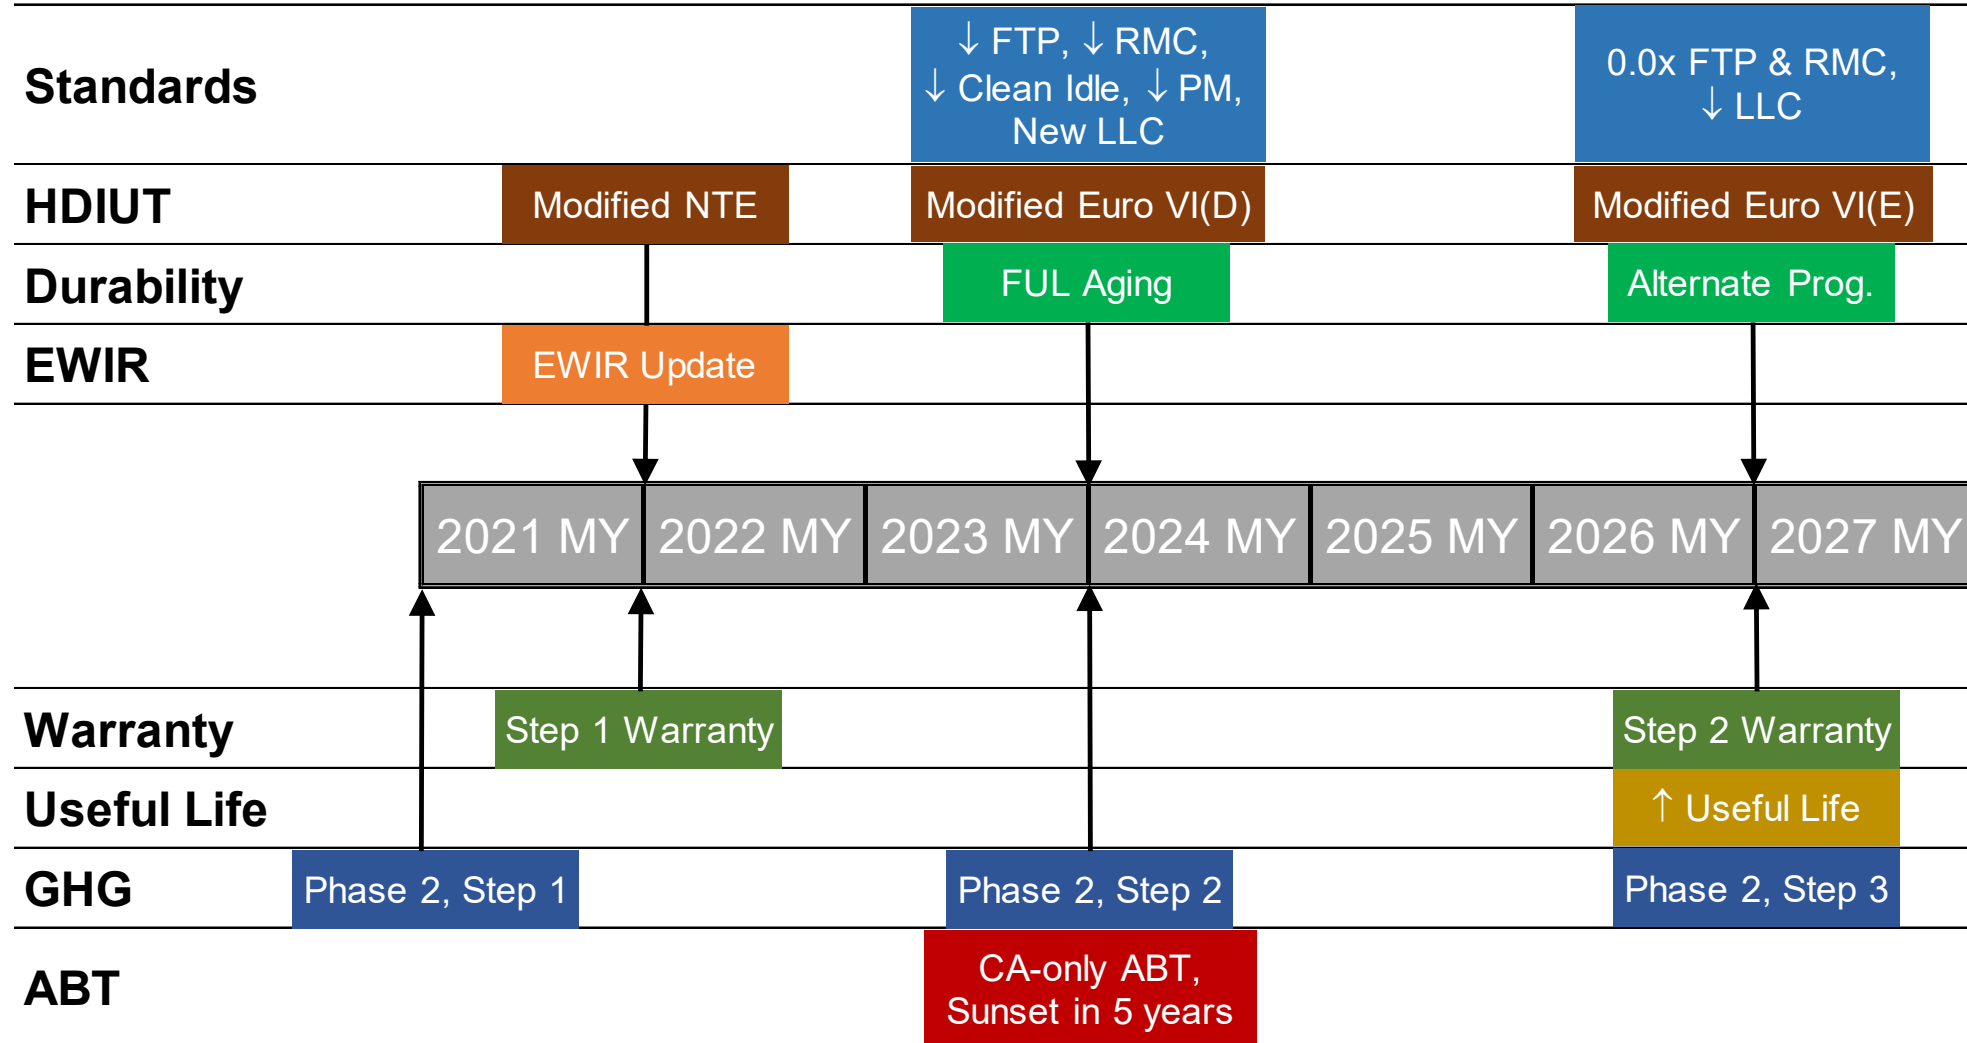 Standards
↓ FTP, ↓ RMC,
↓ Clean Idle, ↓ PM,
New LLC
0.0x FTP & RMC,
↓ LLC
HDIUT
Modified NTE
Modified Euro VI(D)
Modified Euro VI(E)
Durability
FUL Aging
Alternate Prog.
EWIR
EWIR Update
2021 MY
2022 MY
2023 MY
2024 MY
2025 MY
2026 MY
2027 MY
Warranty
Step 1 Warranty
Step 2 Warranty
Useful Life
↑ Useful Life
GHG
Phase 2, Step 1
Phase 2, Step 2
Phase 2, Step 3
ABT
CA-only ABT,
Sunset in 5 years